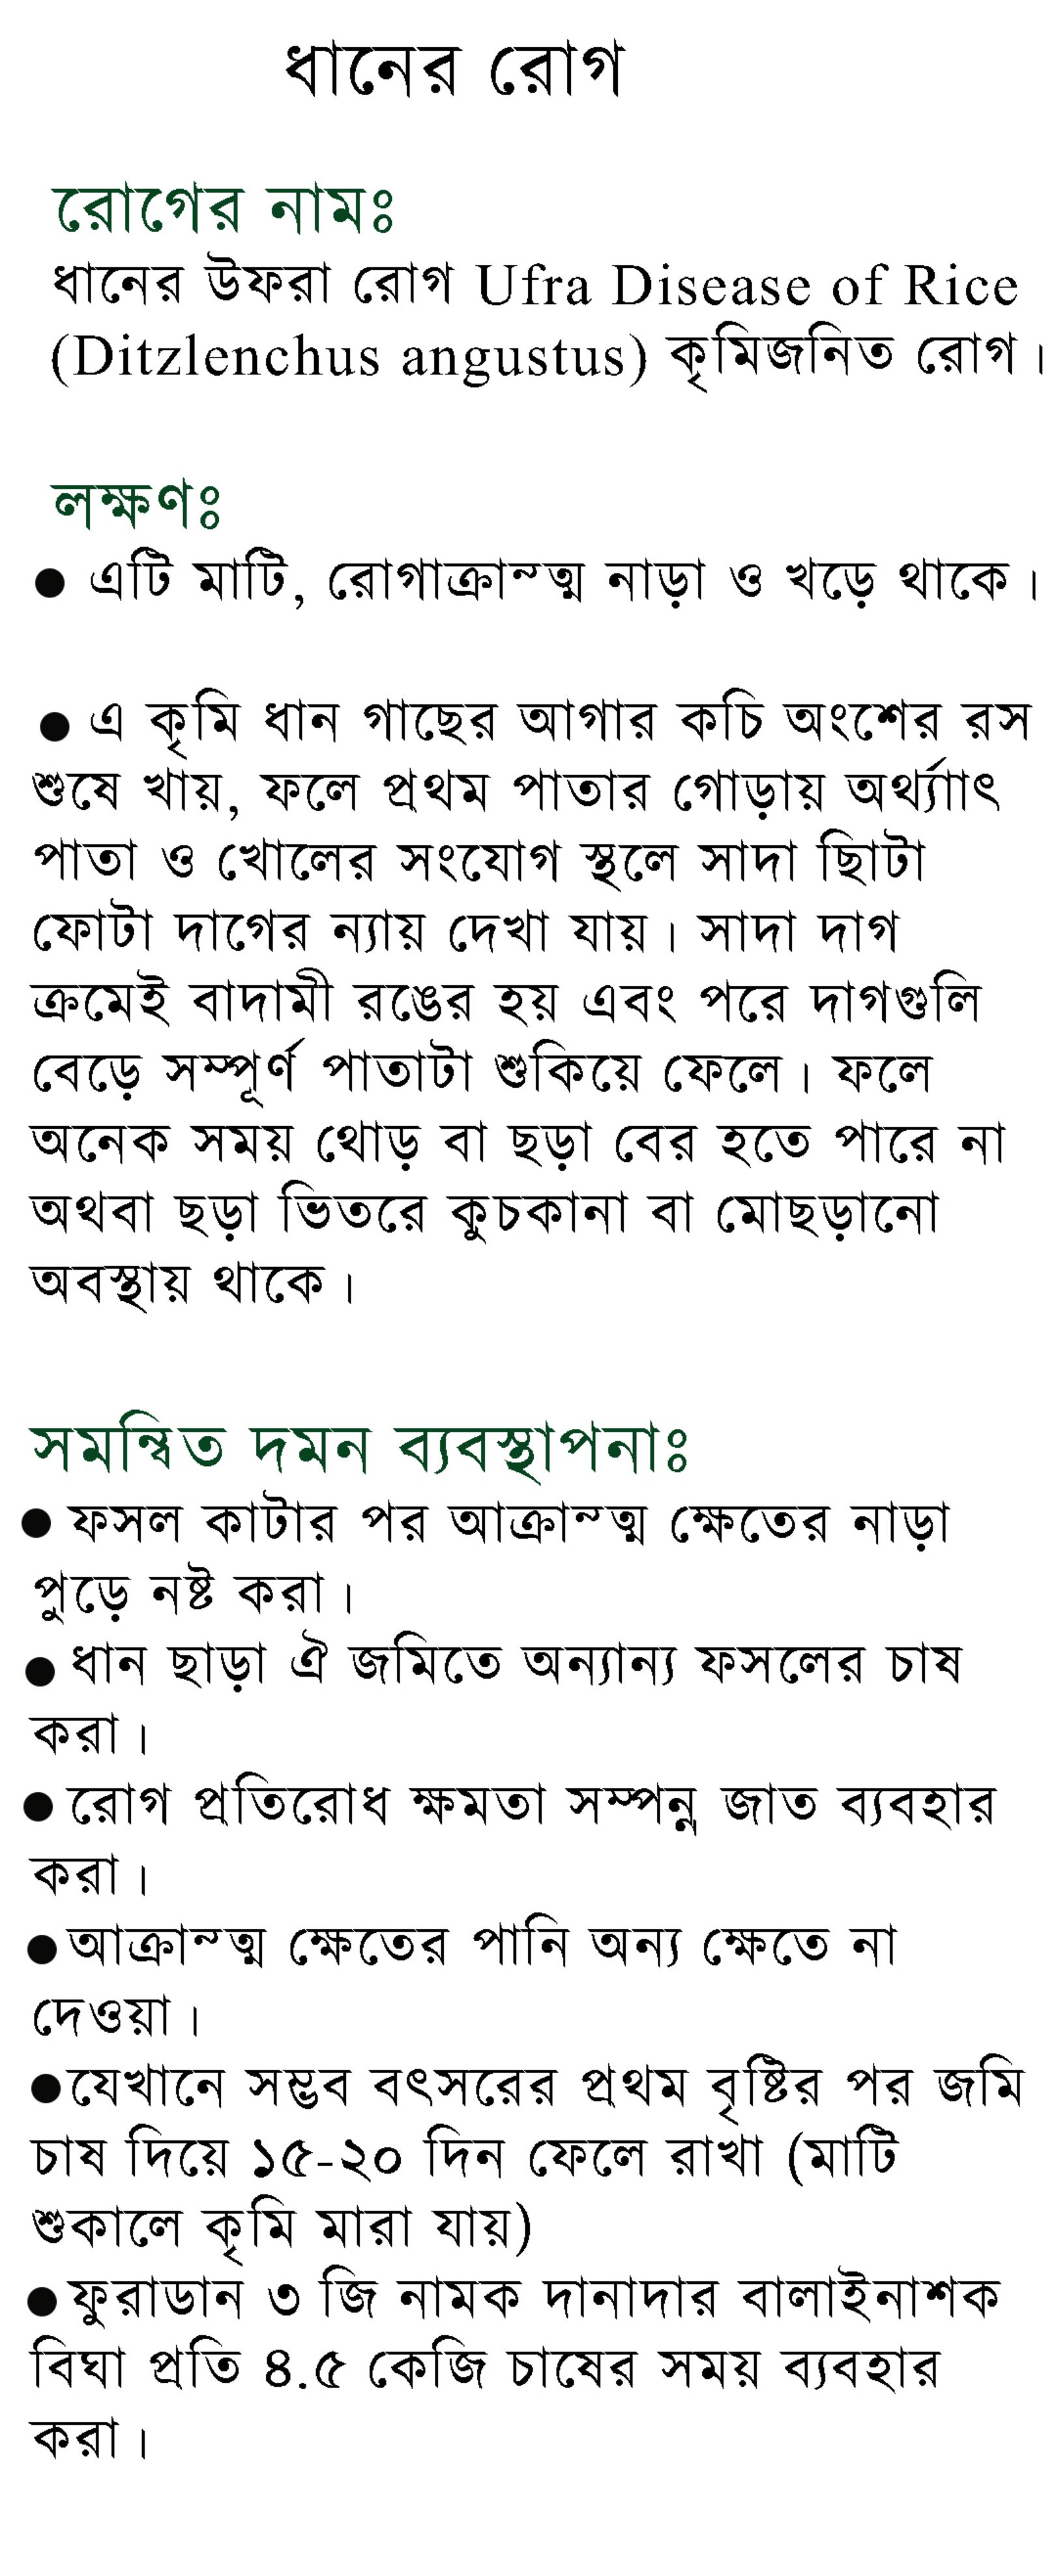 ধানের রোগ
রোগের নামঃ
ধানের উফরা রোগ Ufra Disease of Rice
(Ditzlenchus angustus) কৃমিজনিত রোগ।
লক্ষণঃ
● এটি মাটি, রোগাক্রান্ত নাড়া ও খড়ে থাকে।
● এ কৃমি ধান গাছের আগার কচি অংশের রস
শুষে খায়, ফলে প্রথম পাতার গোড়ায় অর্থ্যাাৎ
পাতা ও খোলের সংযোগ স্থলে সাদা ছিাটা
ফোটা দাগের ন্যায় দেখা যায়। সাদা দাগ
ক্রমেই বাদামী রঙের হয় এবং পরে দাগগুলি
বেড়ে সম্পূর্ণ পাতাটা শুকিয়ে ফেলে। ফলে
অনেক সময় থোড় বা ছড়া বের হতে পারে না
অথবা ছড়া ভিতরে কুচকানা বা মোছড়ানো
অবস্থায় থাকে।
সমন্বিত দমন ব্যবস্থাপনাঃ
● ফসল কাটার পর আক্রান্ত ক্ষেতের নাড়া
পুড়ে নষ্ট করা।
● ধান ছাড়া ঐ জমিতে অন্যান্য ফসলের চাষ
করা।
● রোগ প্রতিরোধ ক্ষমতা সম্পন্ন জাত ব্যবহার
করা।
● আক্রান্ত ক্ষেতের পানি অন্য ক্ষেতে না
দেওয়া।
● যেখানে সম্ভব বৎসরের প্রথম বৃষ্টির পর জমি
চাষ দিয়ে ১৫-২০ দিন ফেলে রাখা (মাটি
শুকালে কৃমি মারা যায়)
● ফুরাডান ৩ জি নামক দানাদার বালাইনাশক
বিঘা প্রতি ৪.৫ কেজি চাষের সময় ব্যবহার
করা।